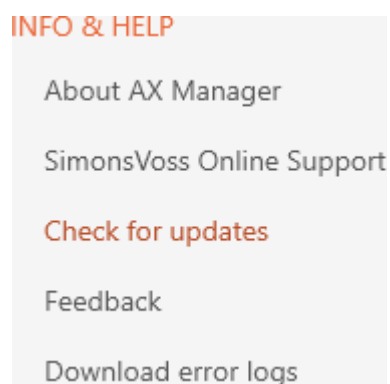 INFO & HELP
About AX Manager
SimonsVoss Online Support
Check for updates
Feedback
Download error logs